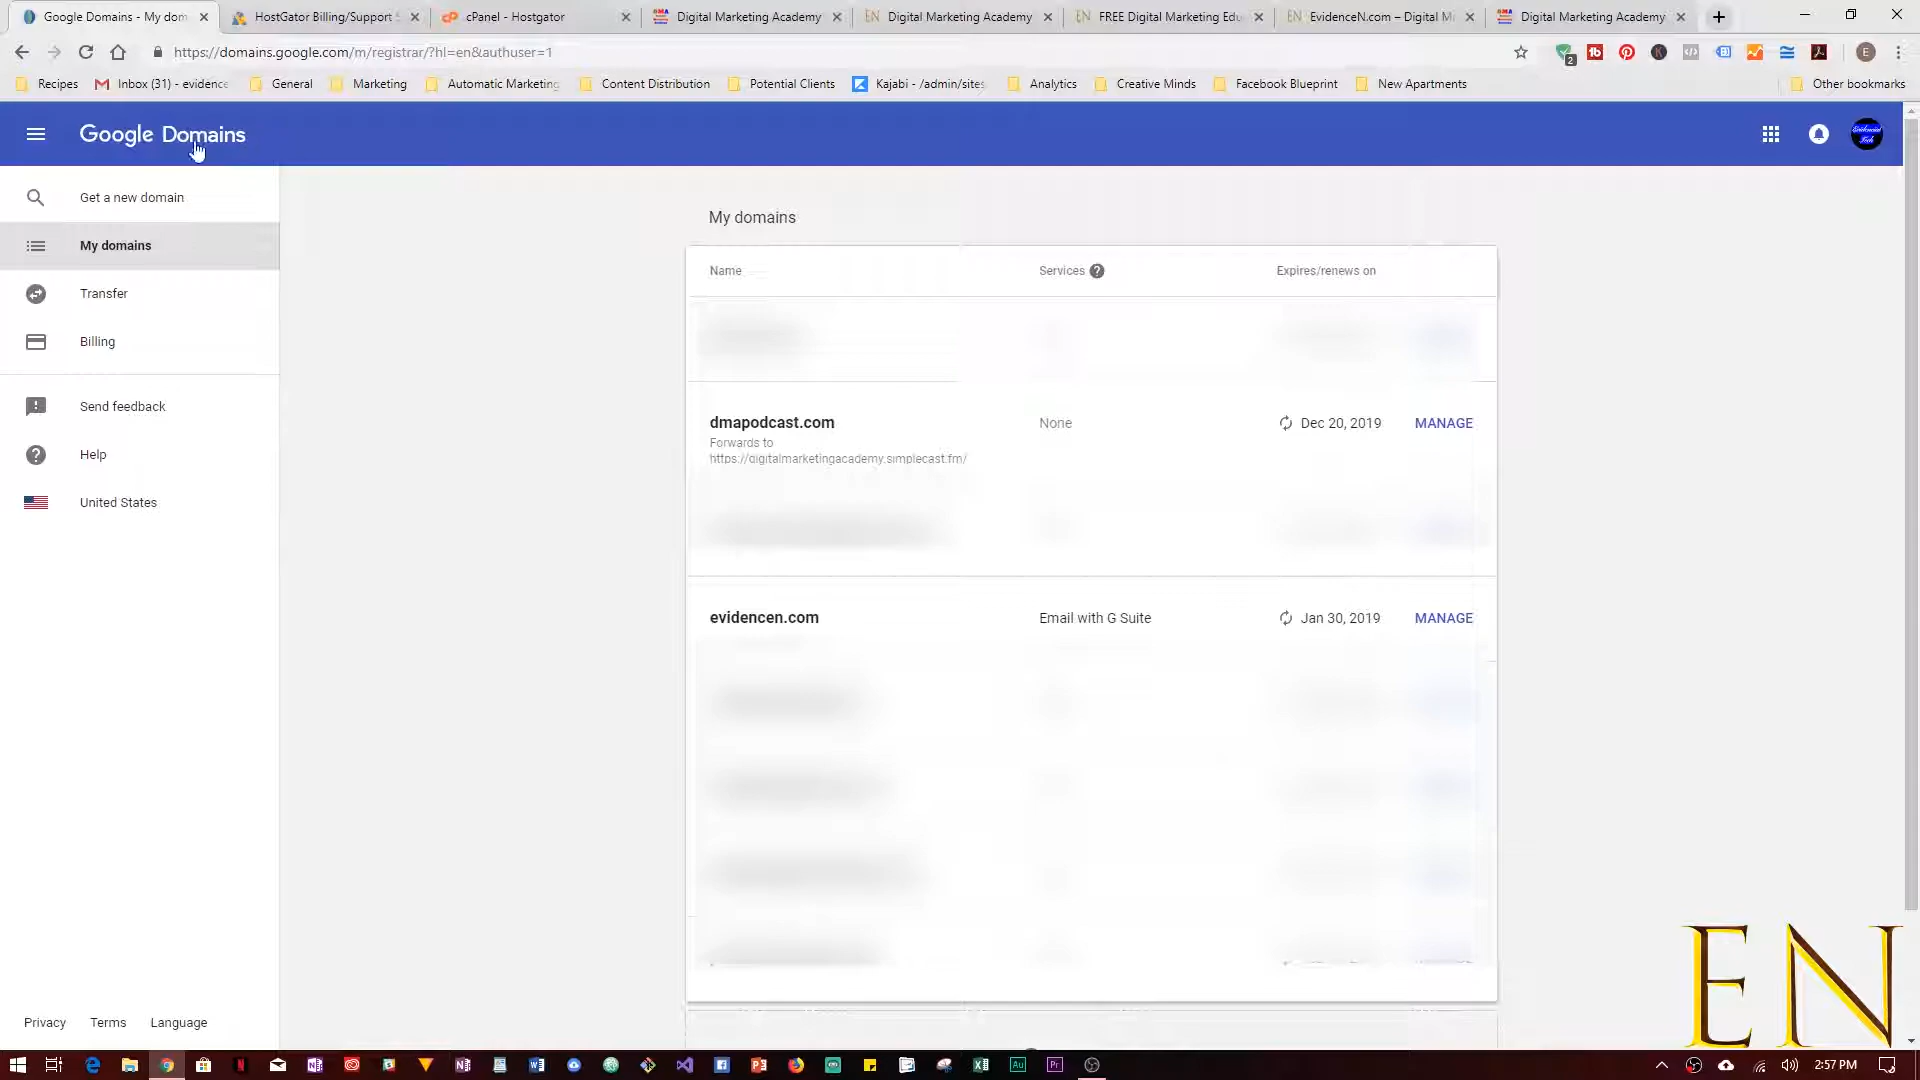 Google Domains - My dom
HostGator Billing/Support S
cPanel - Hostgator
Digital Marketing Academy
Digital Marketing Academy
FREE Digital Marketing Edu
EvidenceN.com – Digital M
Digital Marketing Academy
https://domains.google.com/m/registrar/?hl=en&authuser=1
2
E
Recipes
Inbox (31) - evidence
General
Marketing
Automatic Marketing
Content Distribution
Potential Clients
Kajabi - /admin/sites
Analytics
Creative Minds
Facebook Blueprint
New Apartments
Other bookmarks
Google Domains
Get a new domain
My domains
Transfer
Billing
Send feedback
Help
United States
My domains
Name Services Expires/renews on
dmapodcast.com None Dec 20, 2019 MANAGE
Forwards to
https://digitalmarketingacademy.simplecast.fm/
evidencen.com Email with G Suite Jan 30, 2019 MANAGE
EN
Privacy Terms Language
2:57 PM